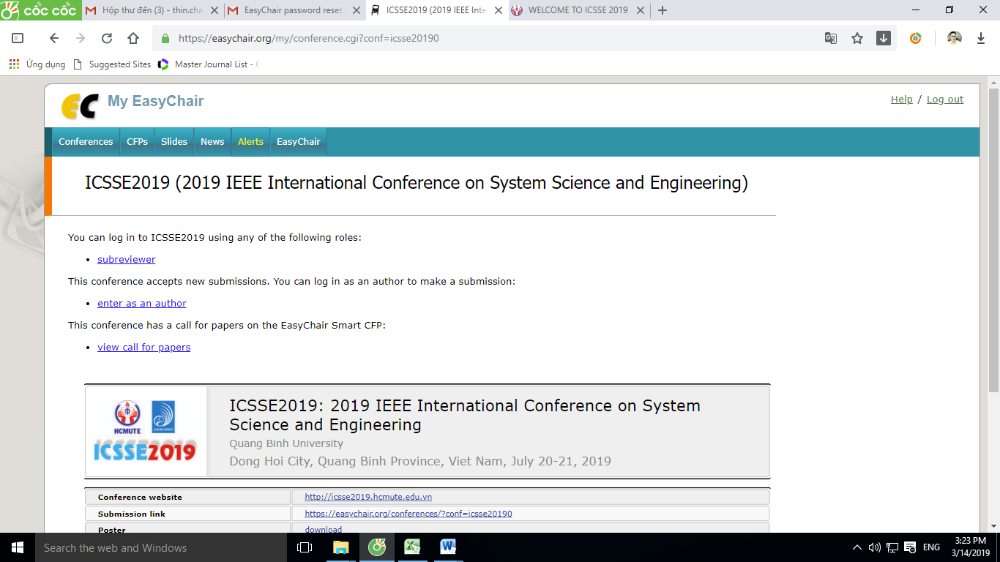 cốc cốc
Hộp thư đến (3) - thin.cha
EasyChair password reset
ICSSE2019 (2019 IEEE Inte
WELCOME TO ICSSE 2019
https://easychair.org/my/conference.cgi?conf=icsse20190
Ứng dụng
Suggested Sites
Master Journal List - C
EC
My EasyChair
Help / Log out
Conferences
CFPs
Slides
News
Alerts
EasyChair
ICSSE2019 (2019 IEEE International Conference on System Science and Engineering)
You can log in to ICSSE2019 using any of the following roles:
• subreviewer
This conference accepts new submissions. You can log in as an author to make a submission:
• enter as an author
This conference has a call for papers on the EasyChair Smart CFP:
• view call for papers
HCMUTE
ICSSE2019
ICSSE2019: 2019 IEEE International Conference on System
Science and Engineering
Quang Binh University
Dong Hoi City, Quang Binh Province, Viet Nam, July 20-21, 2019
Conference website
http://icsse2019.hcmute.edu.vn
Submission link
https://easychair.org/conferences/?conf=icsse20190
Poster
download
Search the web and Windows
ENG
3:23 PM
3/14/2019